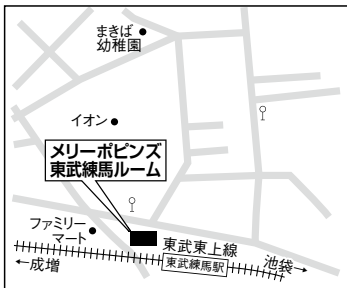 まきば
幼稚園
イオン
メリーポピンズ
東武練馬ルーム
ファミリー
マート
東武東上線
東武練馬駅
←成増
池袋→